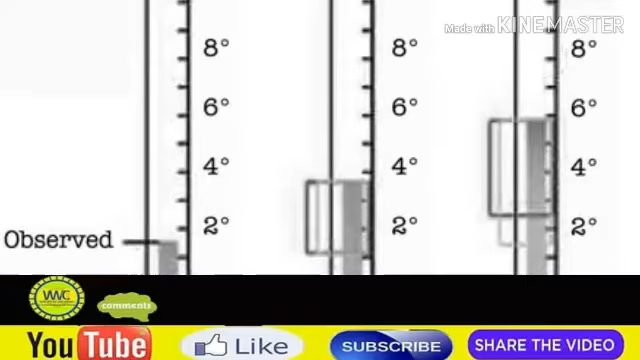 Made with KINEMASTER
8° 8° 8°
6° 6° 6°
4° 4° 4°
2° 2° 2°
Observed
WWC
comments
YouTube Like SUBSCRIBE SHARE THE VIDEO